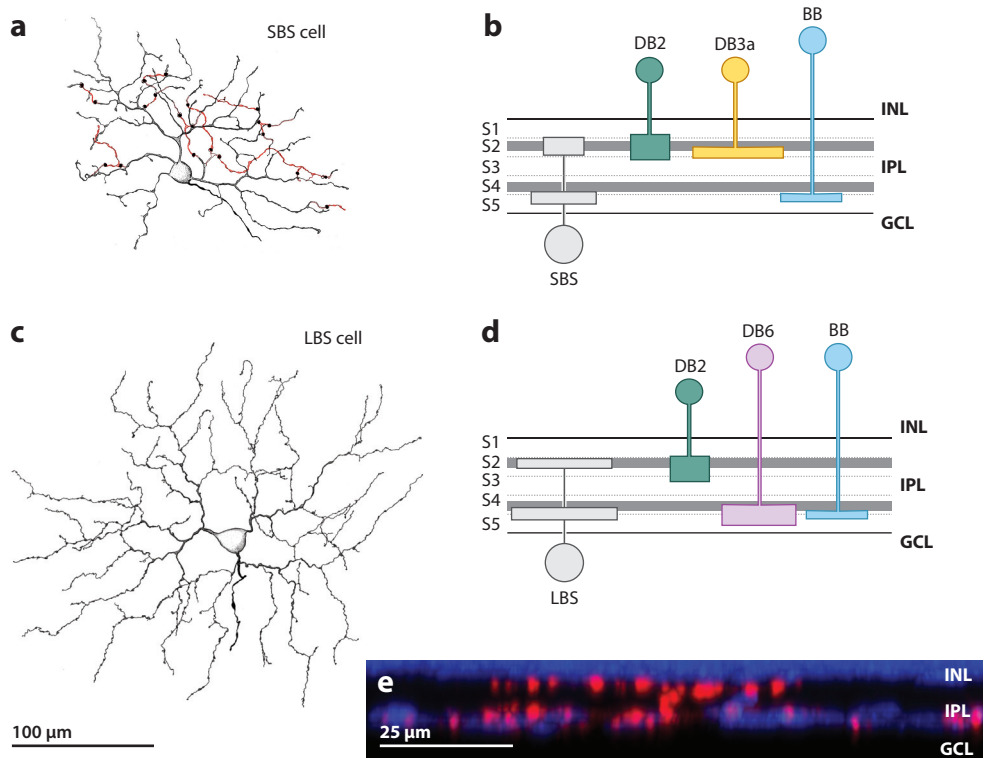 a
SBS cell
b
DB2
DB3a
BB
INL
S1
S2
S3
IPL
S4
S5
GCL
SBS
c
LBS cell
100 µm
d
DB2
DB6
BB
INL
S1
S2
S3
IPL
S4
S5
GCL
LBS
e
INL
IPL
25 µm
GCL